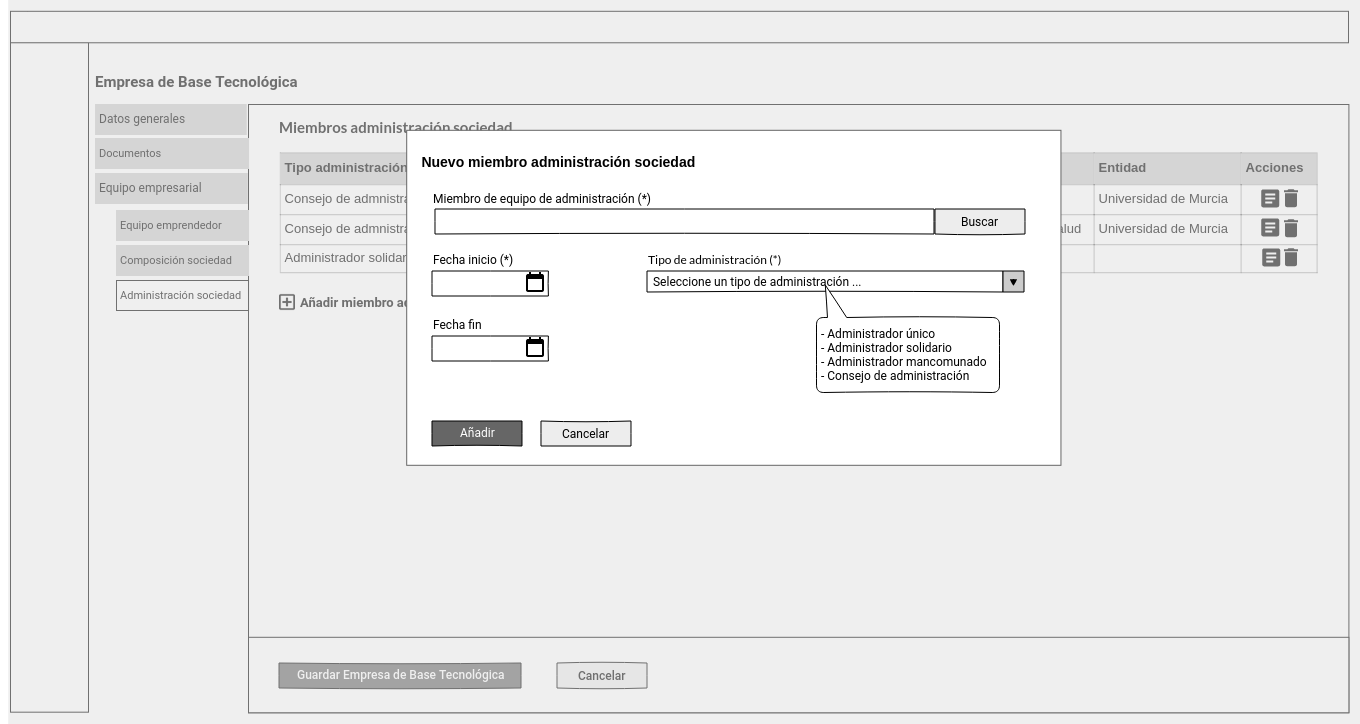 Empresa de Base Tecnológica
Datos generales
Documentos
Equipo empresarial
Equipo emprendedor
Composición sociedad
Administración sociedad
Miembros administración sociedad
Tipo administración Entidad Acciones
Consejo de admnistra Universidad de Murcia
Consejo de admnistra alud Universidad de Murcia
Administrador solidar
Añadir miembro ad
Nuevo miembro administración sociedad
Miembro de equipo de administración (*)
Buscar
Fecha inicio (*) Tipo de administración (*)
Seleccione un tipo de administración ...
Fecha fin
- Administrador único
- Administrador solidario
- Administrador mancomunado
- Consejo de administración
Añadir Cancelar
Guardar Empresa de Base Tecnológica Cancelar